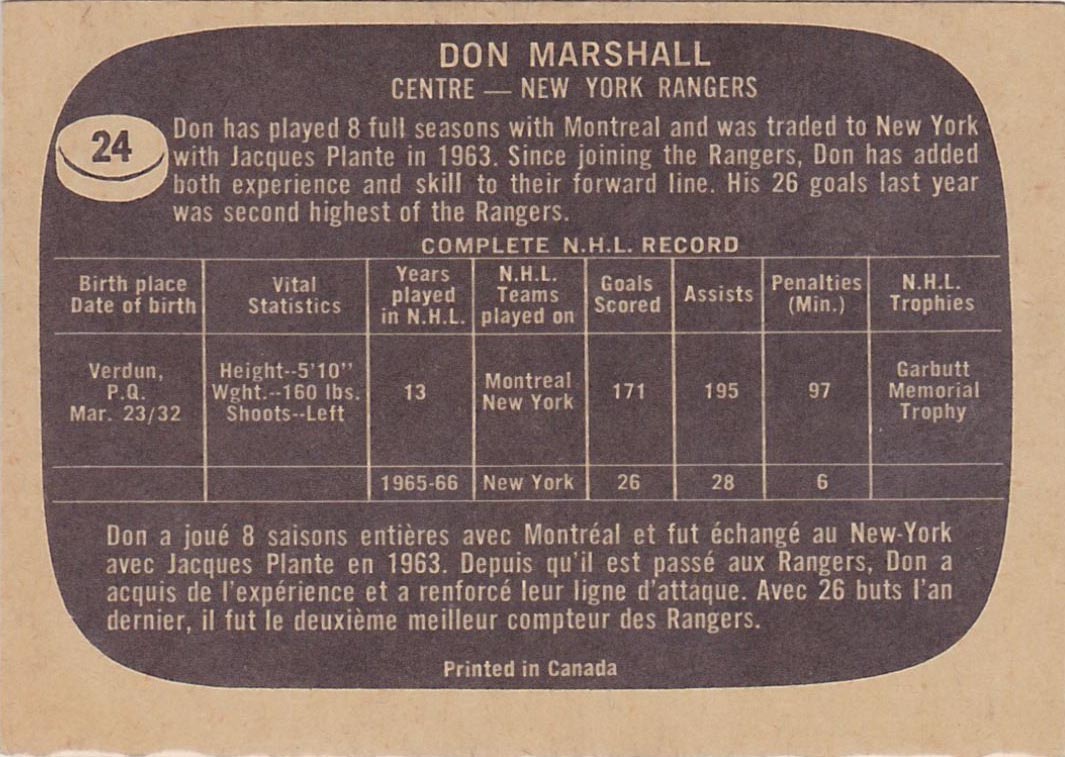 DON MARSHALL
CENTRE — NEW YORK RANGERS
24
Don has played 8 full seasons with Montreal and was traded to New York
with Jacques Plante in 1963. Since joining the Rangers, Don has added
both experience and skill to their forward line. His 26 goals last year
was second highest of the Rangers.
COMPLETE N.H.L. RECORD
Birth place
Date of birth
Vital
Statistics
Years
played
in N.H.L.
N.H.L.
Teams
played on
Goals
Scored
Assists
Penalties
(Min.)
N.H.L.
Trophies
Verdun,
P.Q.
Mar. 23/32
Height--5'10"
Wght.--160 lbs.
Shoots--Left
13
Montreal
New York
171
195
97
Garbutt
Memorial
Trophy
1965-66
New York
26
28
6
Don a joué 8 saisons entières avec Montréal et fut échangé au New-York
avec Jacques Plante en 1963. Depuis qu'il est passé aux Rangers, Don a
acquis de l'expérience et a renforcé leur ligne d'attaque. Avec 26 buts l'an
dernier, il fut le deuxième meilleur compteur des Rangers.
Printed in Canada